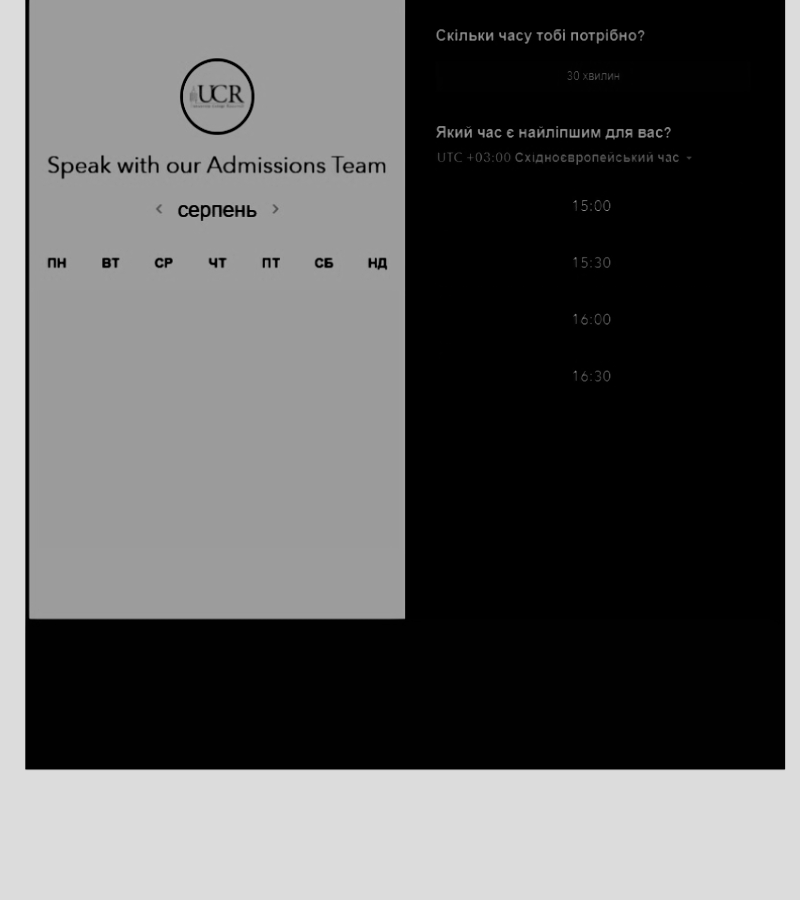 UCR
Speak with our Admissions Team
серпень
ПН ВТ СР ЧТ ПТ СБ НД
Скільки часу тобі потрібно?
30 хвилин
Який час є найліпшим для вас?
UTC +03:00 Східноєвропейський час
15:00
15:30
16:00
16:30